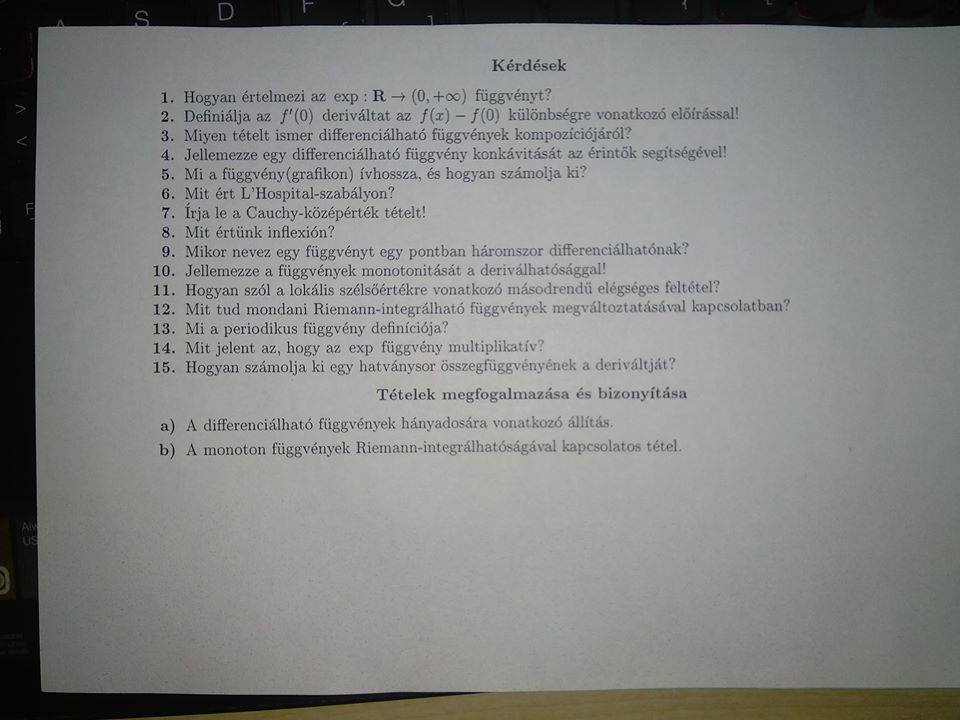 A S D F
Kérdések
1. Hogyan értelmezi az exp : R → (0, +∞) függvényt?
2. Definiálja az f′(0) deriváltat az f(x) − f(0) különbségre vonatkozó előírással!
3. Miyen tételt ismer differenciálható függvények kompozíciójáról?
4. Jellemezze egy differenciálható függvény konkávitását az érintők segítségével!
5. Mi a függvény(grafikon) ívhossza, és hogyan számolja ki?
6. Mit ért L'Hospital-szabályon?
7. Írja le a Cauchy-középérték tételt!
8. Mit értünk inflexión?
9. Mikor nevez egy függvényt egy pontban háromszor differenciálhatónak?
10. Jellemezze a függvények monotonitását a deriválhatósággal!
11. Hogyan szól a lokális szélsőértékre vonatkozó másodrendű elégséges feltétel?
12. Mit tud mondani Riemann-integrálható függvények megváltoztatásával kapcsolatban?
13. Mi a periodikus függvény definíciója?
14. Mit jelent az, hogy az exp függvény multiplikatív?
15. Hogyan számolja ki egy hatványsor összegfüggvényének a deriváltját?
Tételek megfogalmazása és bizonyítása
a) A differenciálható függvények hányadosára vonatkozó állítás.
b) A monoton függvények Riemann-integrálhatóságával kapcsolatos tétel.